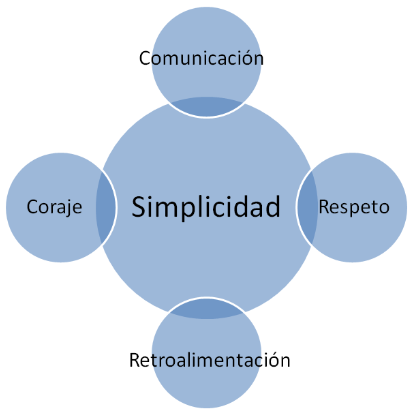 Comunicación
Coraje
Simplicidad
Respeto
Retroalimentación